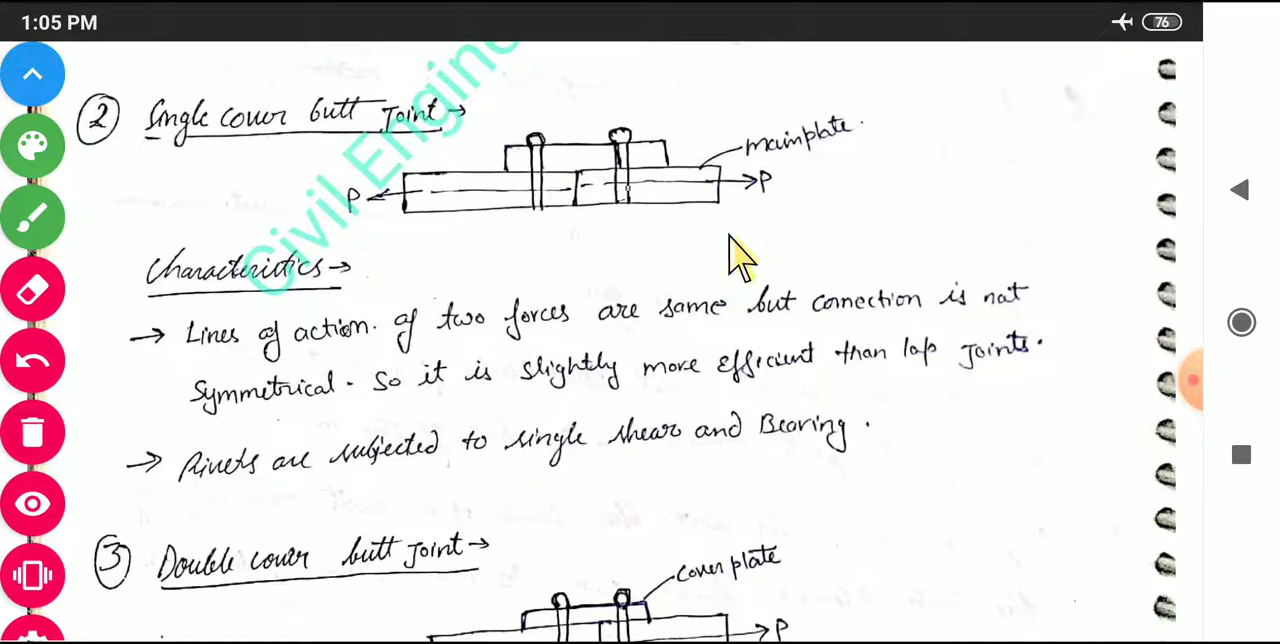 1:05 PM
76
② Single cover butt Joint →
mainplate.
P
P
Civil Engine
Characteristics →
→ Lines of action. of two forces are same but connection is not
symmetrical. So it is slightly more efficient than lap joints.
→ Rivets are subjected to single shear and Bearing.
③ Double cover butt Joint →
cover plate
P